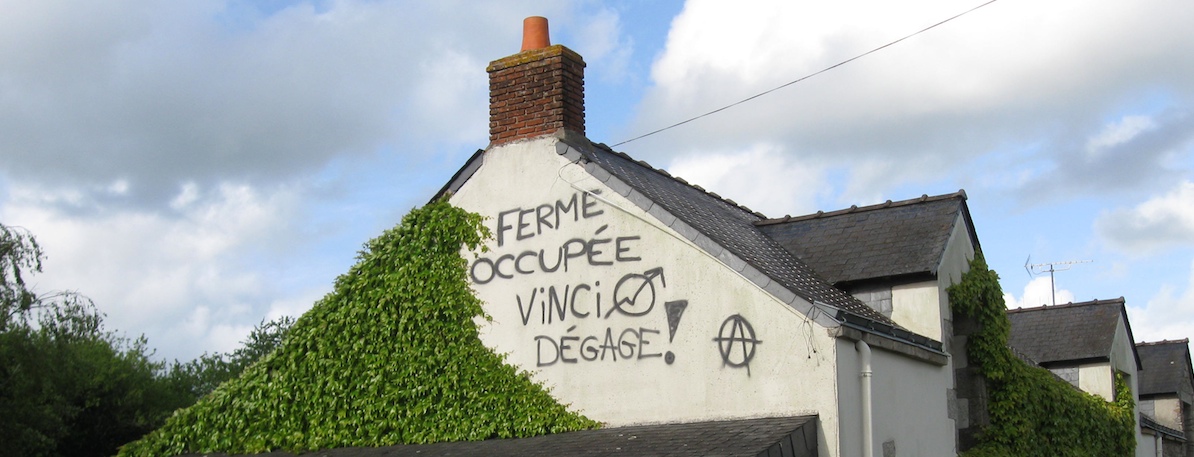 FERME
OCCUPÉE
VINCI
DÉGAGE!